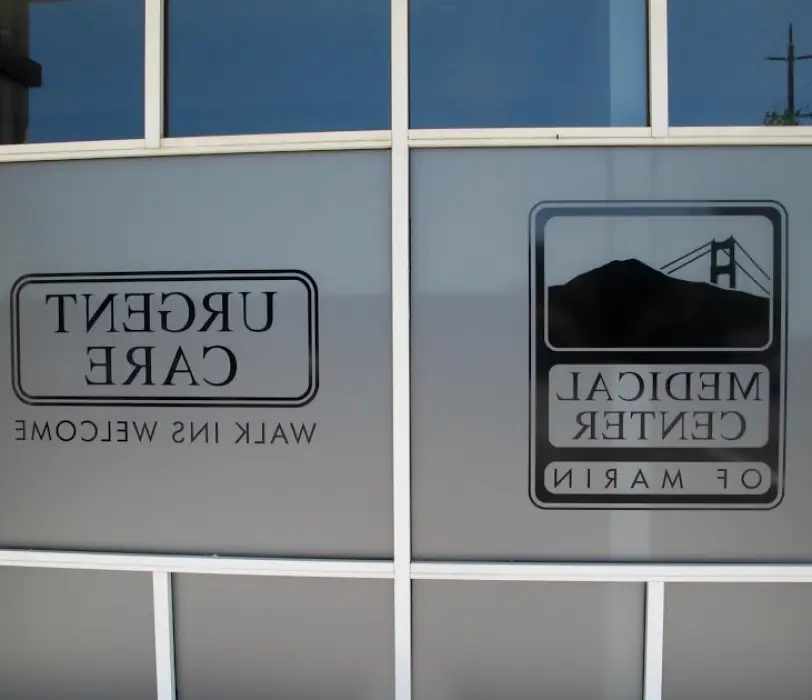 URGENT
CARE
WALK INS WELCOME
MEDICAL
CENTER
OF MARIN